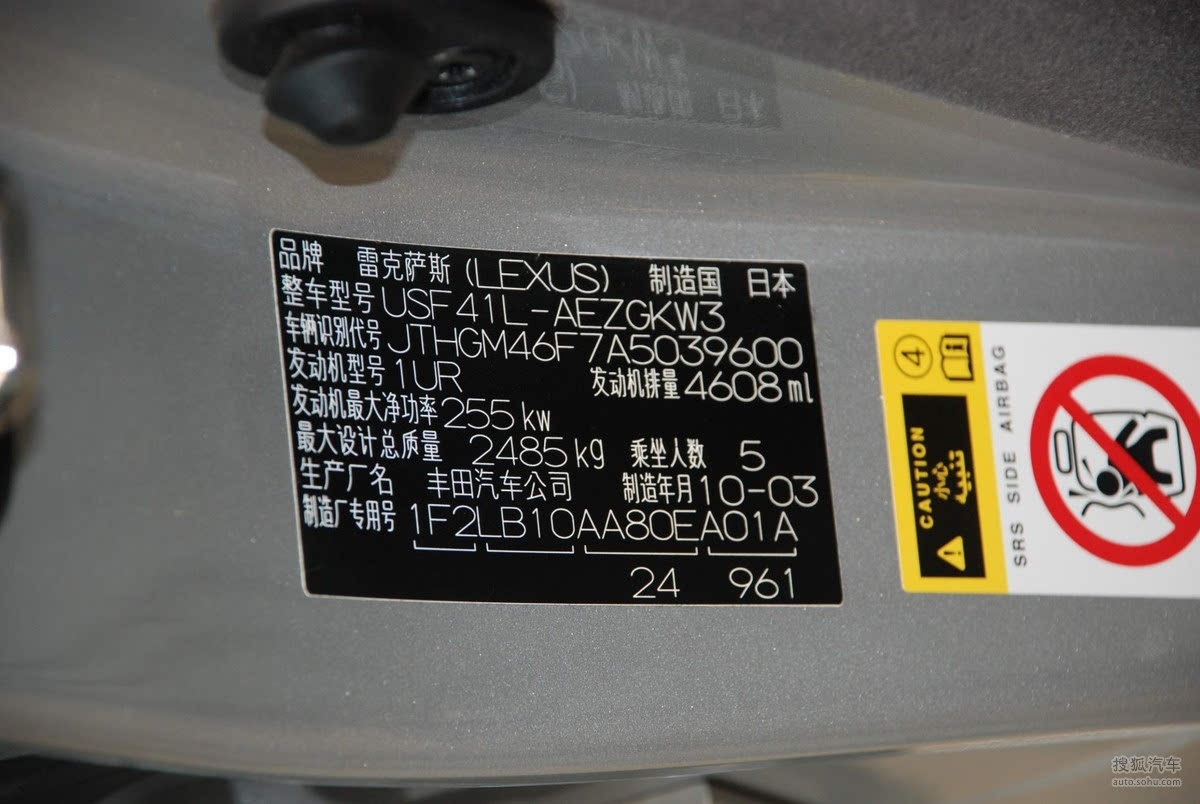 品牌 雷克萨斯 (LEXUS) 制造国 日本
整车型号 USF41L-AEZGKW3
车辆识别代号 JTHGM46F7A5039600
发动机型号 1UR 发动机排量 4608 ml
发动机最大净功率 255 kw
最大设计总质量 2485 kg 乘坐人数 5
生产厂名 丰田汽车公司 制造年月 10-03
制造厂专用号 1F2LB10AA80EA01A
24 961
4
CAUTION
小心
تنبيه
SRS SIDE AIRBAG
搜狐汽车
auto.sohu.com